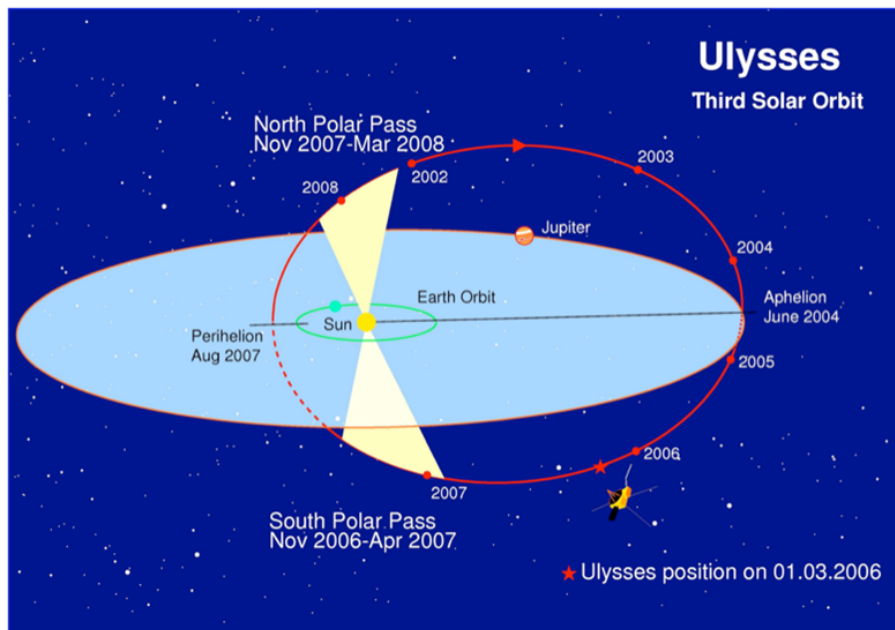 Ulysses
Third Solar Orbit
North Polar Pass
Nov 2007-Mar 2008
2002
2003
2008
Jupiter
2004
Earth Orbit
Aphelion
June 2004
Sun
Perihelion
Aug 2007
2005
2006
2007
South Polar Pass
Nov 2006-Apr 2007
Ulysses position on 01.03.2006